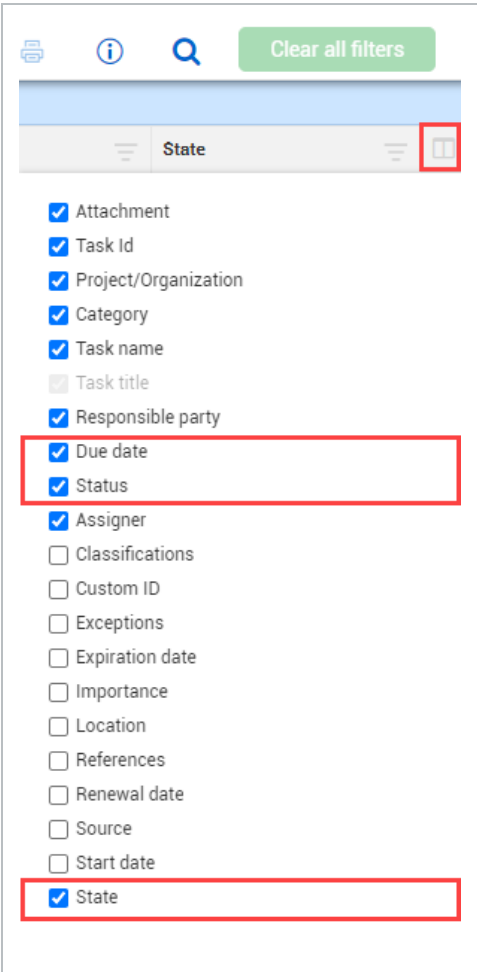 Clear all filters
State
Attachment
Task Id
Project/Organization
Category
Task name
Task title
Responsible party
Due date
Status
Assigner
Classifications
Custom ID
Exceptions
Expiration date
Importance
Location
References
Renewal date
Source
Start date
State